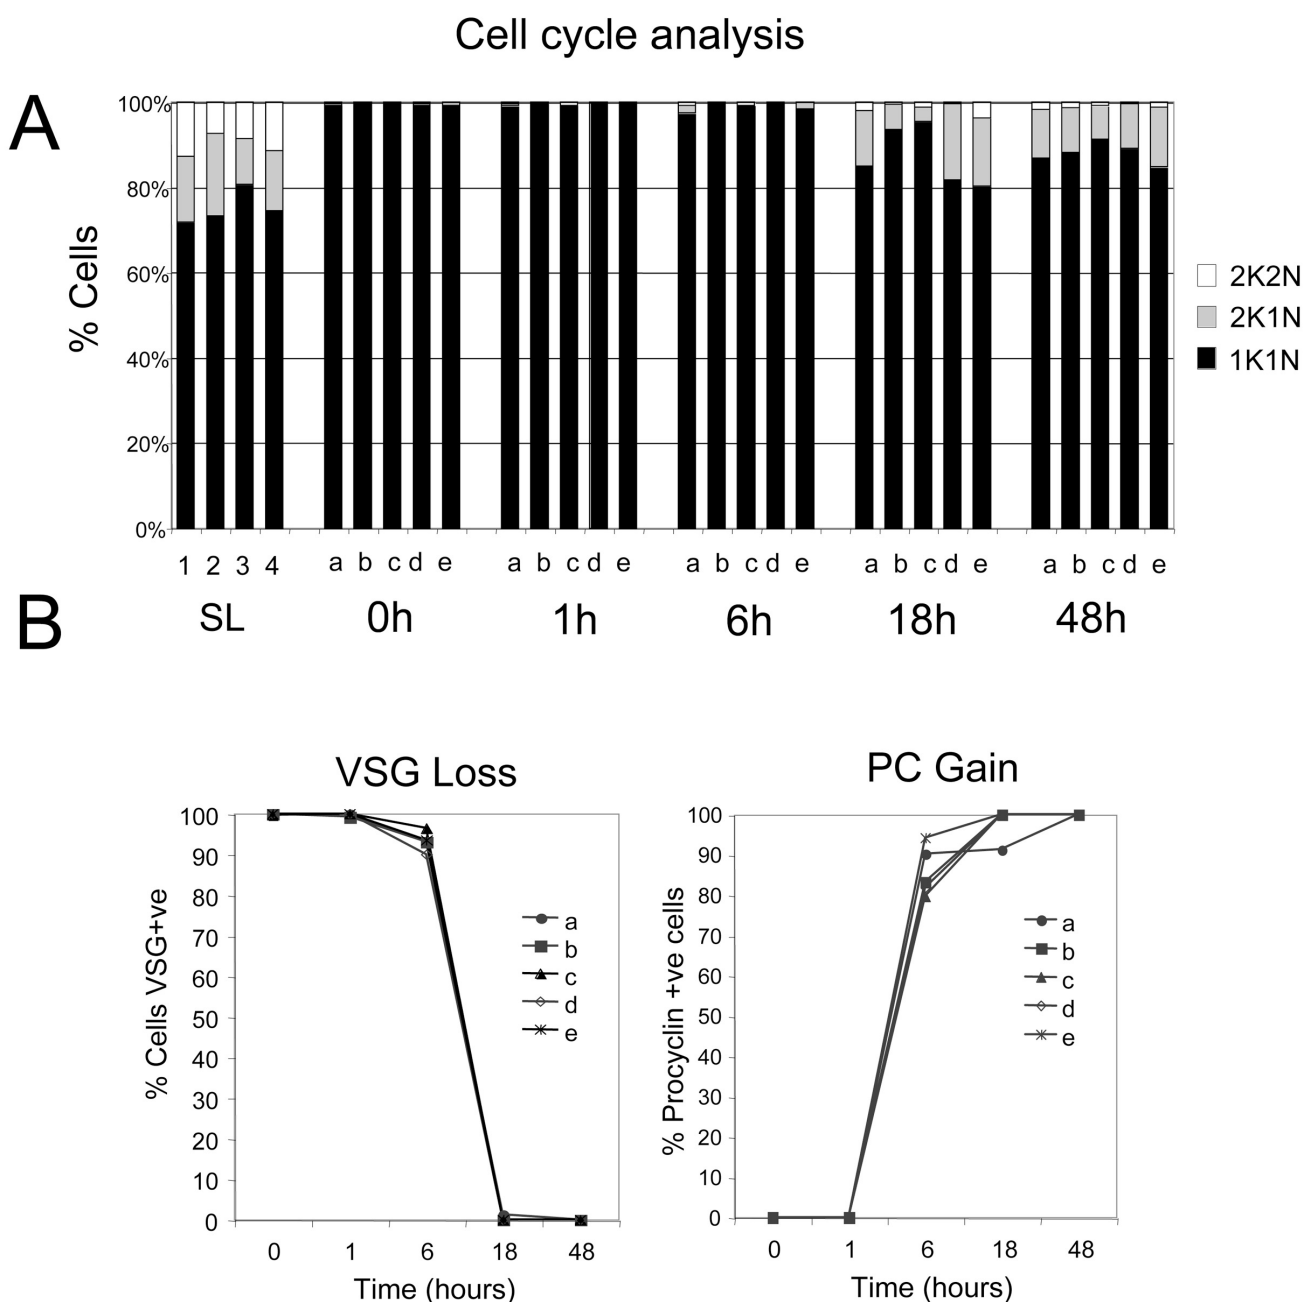 Cell cycle analysis
A
100%
80%
60%
40%
20%
0%
% Cells
2K2N
2K1N
1K1N
1 2 3 4 a b c d e a b c d e a b c d e a b c d e a b c d e
SL 0h 1h 6h 18h 48h
B
VSG Loss
100
90
80
70
60
50
40
30
20
10
0
% Cells VSG+ve
a
b
c
d
e
0 1 6 18 48
Time (hours)
PC Gain
100
90
80
70
60
50
40
30
20
10
0
% Procyclin +ve cells
a
b
c
d
e
0 1 6 18 48
Time (hours)